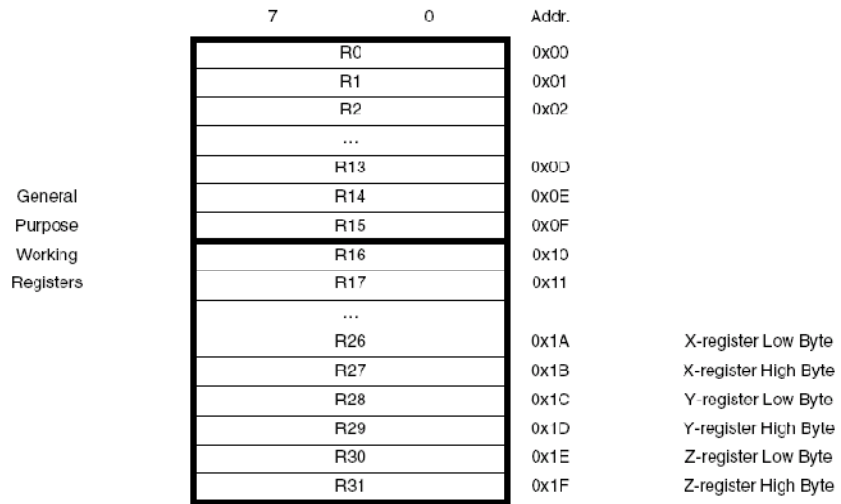 7 0 Addr.
R0 0x00
R1 0x01
R2 0x02
...
R13 0x0D
General R14 0x0E
Purpose R15 0x0F
Working R16 0x10
Registers R17 0x11
...
R26 0x1A X-register Low Byte
R27 0x1B X-register High Byte
R28 0x1C Y-register Low Byte
R29 0x1D Y-register High Byte
R30 0x1E Z-register Low Byte
R31 0x1F Z-register High Byte